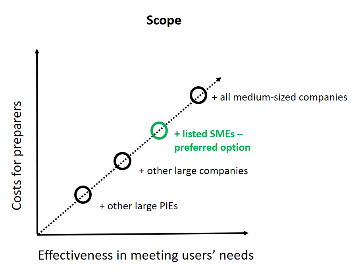 Scope
Costs for preparers
+ all medium-sized companies
+ listed SMEs –
preferred option
+ other large companies
+ other large PIEs
Effectiveness in meeting users' needs